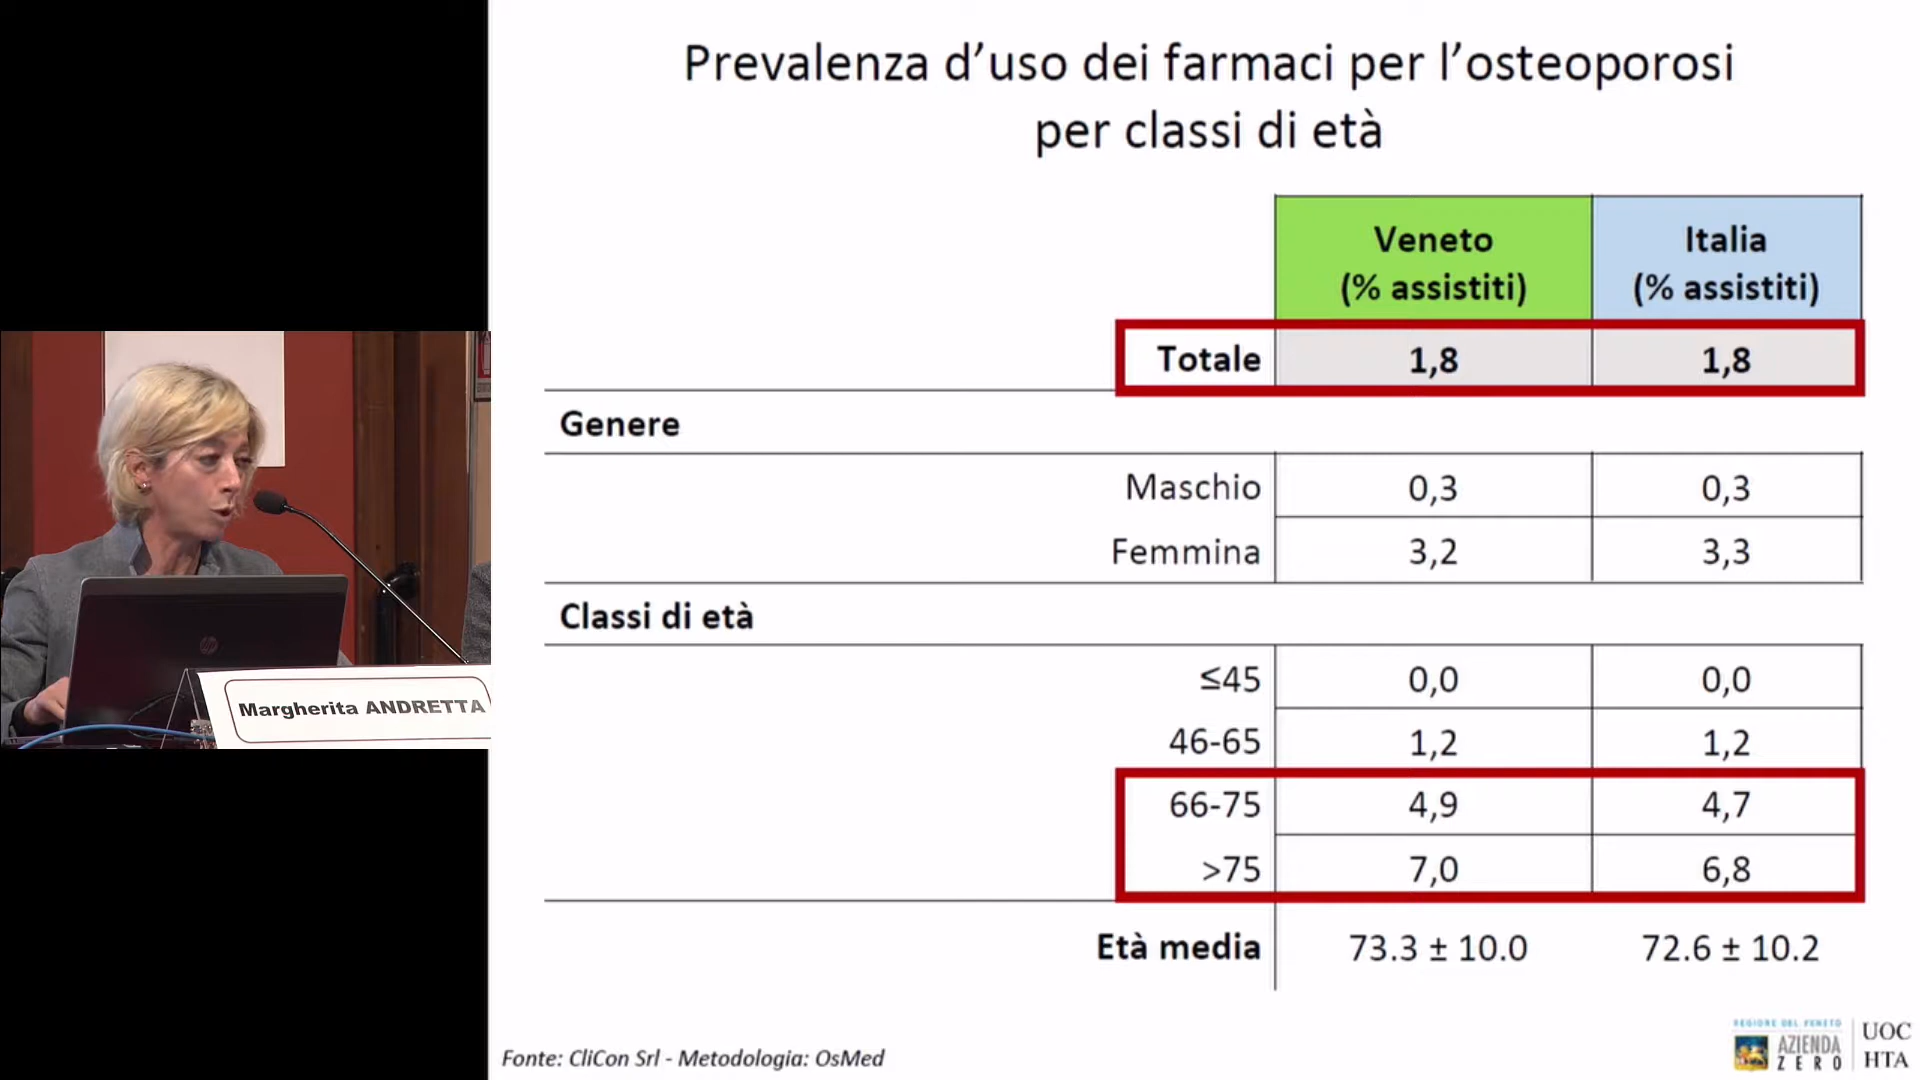 Prevalenza d'uso dei farmaci per l'osteoporosi
per classi di età
Veneto
(% assistiti)
Italia
(% assistiti)
Totale 1,8 1,8
Genere
Maschio 0,3 0,3
Femmina 3,2 3,3
Classi di età
≤45 0,0 0,0
46-65 1,2 1,2
66-75 4,9 4,7
>75 7,0 6,8
Età media 73.3 ± 10.0 72.6 ± 10.2
Fonte: CliCon Srl - Metodologia: OsMed
REGIONE DEL VENETO
AZIENDA
ZERO
UOC
HTA
Margherita ANDRETTA
hp